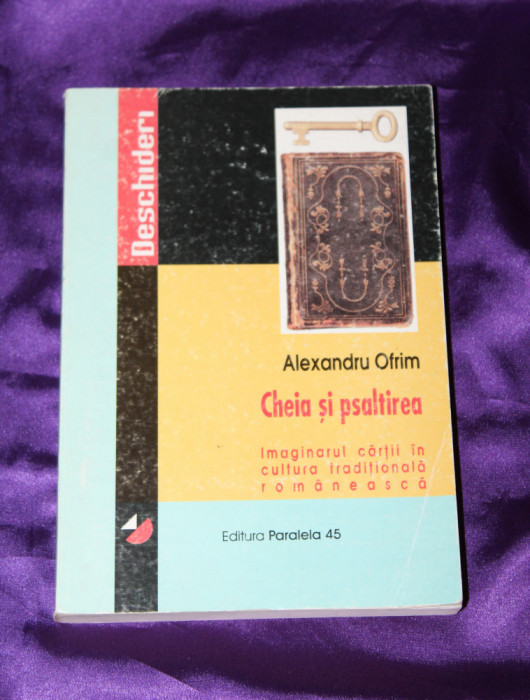 Deschideri
Alexandru Ofrim
Cheia și psaltirea
Imaginarul cărții în
cultura tradițională
românească
Editura Paralela 45